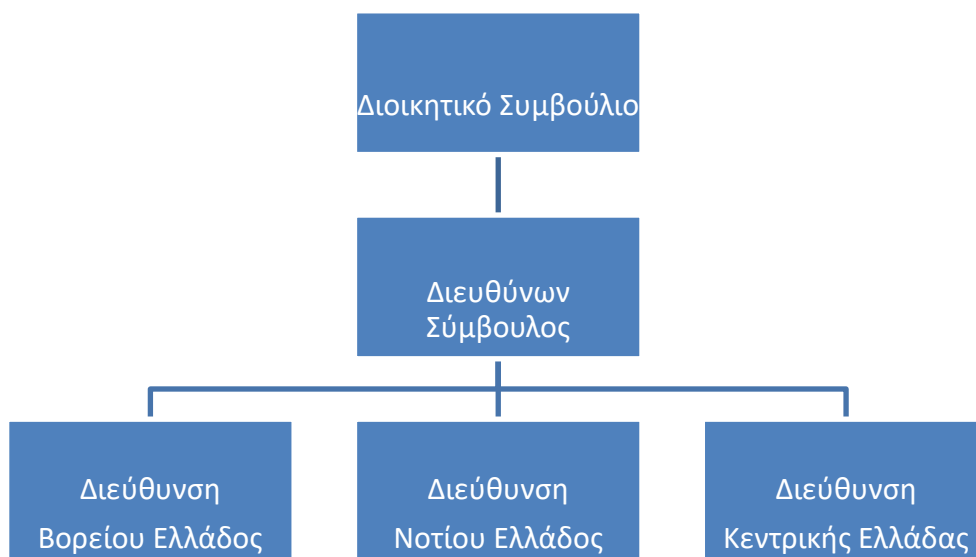 Διοικητικό Συμβούλιο
Διευθύνων
Σύμβουλος
Διεύθυνση
Βορείου Ελλάδος
Διεύθυνση
Νοτίου Ελλάδος
Διεύθυνση
Κεντρικής Ελλάδας